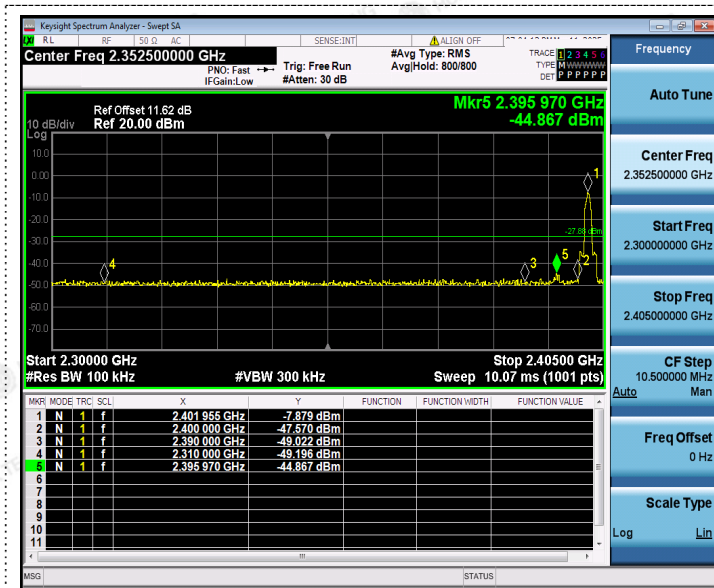 Keysight Spectrum Analyzer - Swept SA
RL RF 50 Ω AC SENSE:INT ALIGN OFF
Center Freq 2.352500000 GHz
PNO: Fast
IFGain:Low
Trig: Free Run
#Atten: 30 dB
#Avg Type: RMS
Avg|Hold: 800/800
TRACE 1 2 3 4 5 6
TYPE M W W W W W
DET P P P P P P
Ref Offset 11.62 dB
Ref 20.00 dBm
10 dB/div
Log
Mkr5 2.395 970 GHz
-44.867 dBm
10.0
0.00
-10.0
-20.0
-30.0
-40.0
-50.0
-60.0
-70.0
1
-27.88 dBm
4
3
5
2
Start 2.30000 GHz
Stop 2.40500 GHz
#Res BW 100 kHz
#VBW 300 kHz
Sweep 10.07 ms (1001 pts)
MKR MODE TRC SCL X Y FUNCTION FUNCTION WIDTH FUNCTION VALUE
1 N 1 f 2.401 955 GHz -7.879 dBm
2 N 1 f 2.400 000 GHz -47.570 dBm
3 N 1 f 2.390 000 GHz -49.022 dBm
4 N 1 f 2.310 000 GHz -49.196 dBm
5 N 1 f 2.395 970 GHz -44.867 dBm
6
7
8
9
10
11
MSG
STATUS
Frequency
Auto Tune
Center Freq
2.352500000 GHz
Start Freq
2.300000000 GHz
Stop Freq
2.405000000 GHz
CF Step
10.500000 MHz
Auto Man
Freq Offset
0 Hz
Scale Type
Log Lin